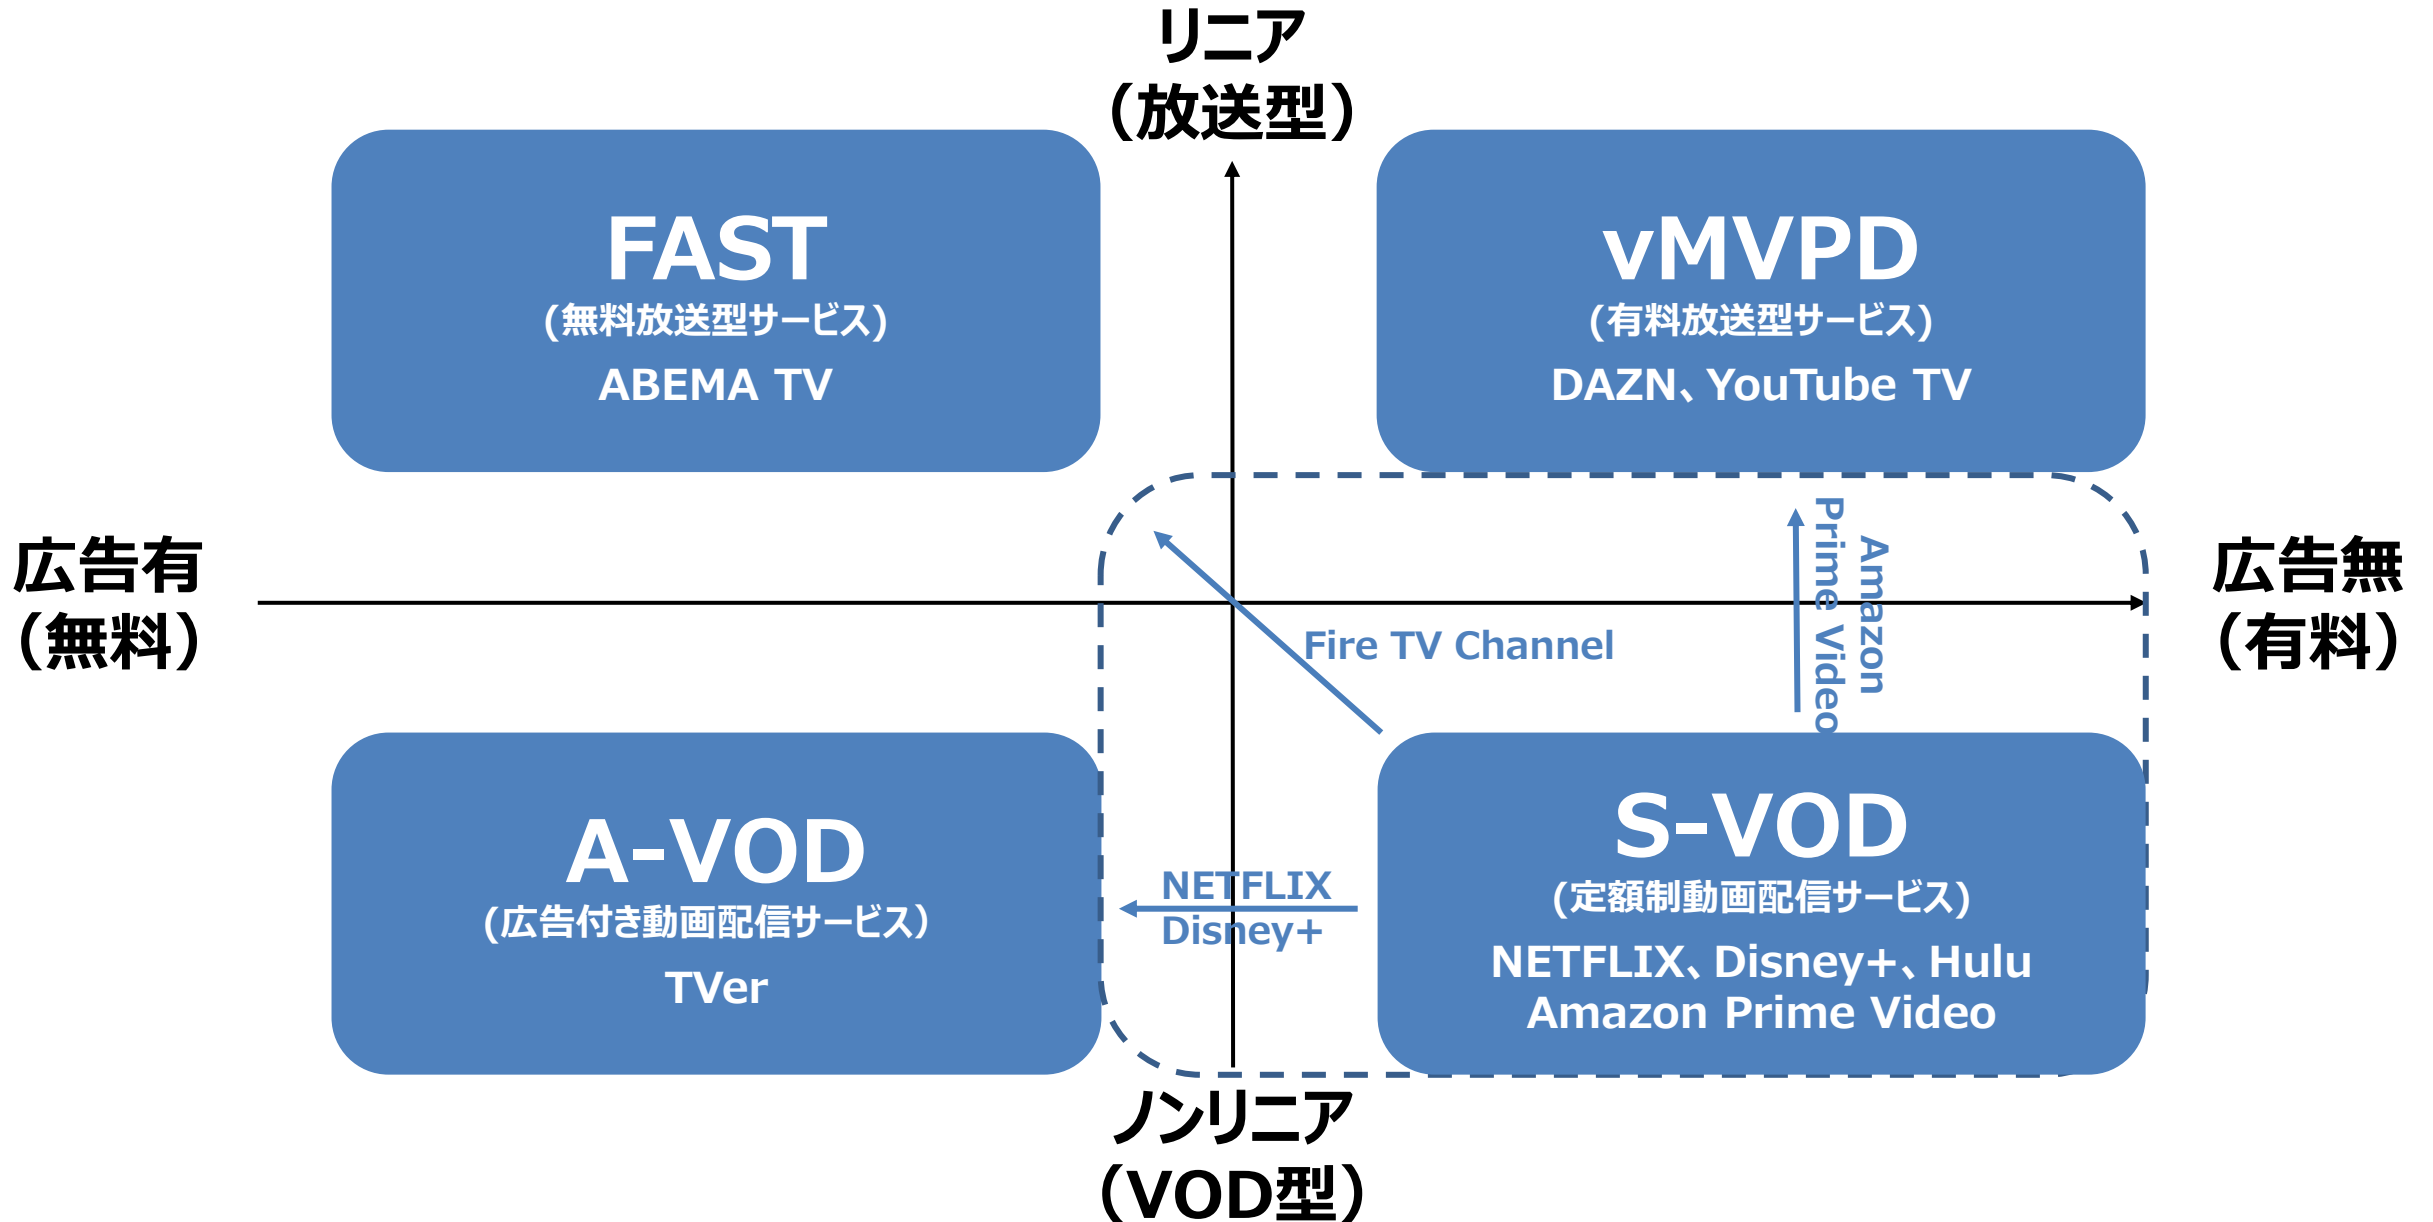 リニア
（放送型）
FAST
（無料放送型サービス）
ABEMA TV
vMVPD
（有料放送型サービス）
DAZN、YouTube TV
広告有
（無料）
広告無
（有料）
Fire TV Channel
Amazon
Prime Video
A-VOD
（広告付き動画配信サービス）
TVer
NETFLIX
Disney+
S-VOD
（定額制動画配信サービス）
NETFLIX、Disney+、Hulu
Amazon Prime Video
ノンリニア
（VOD型）